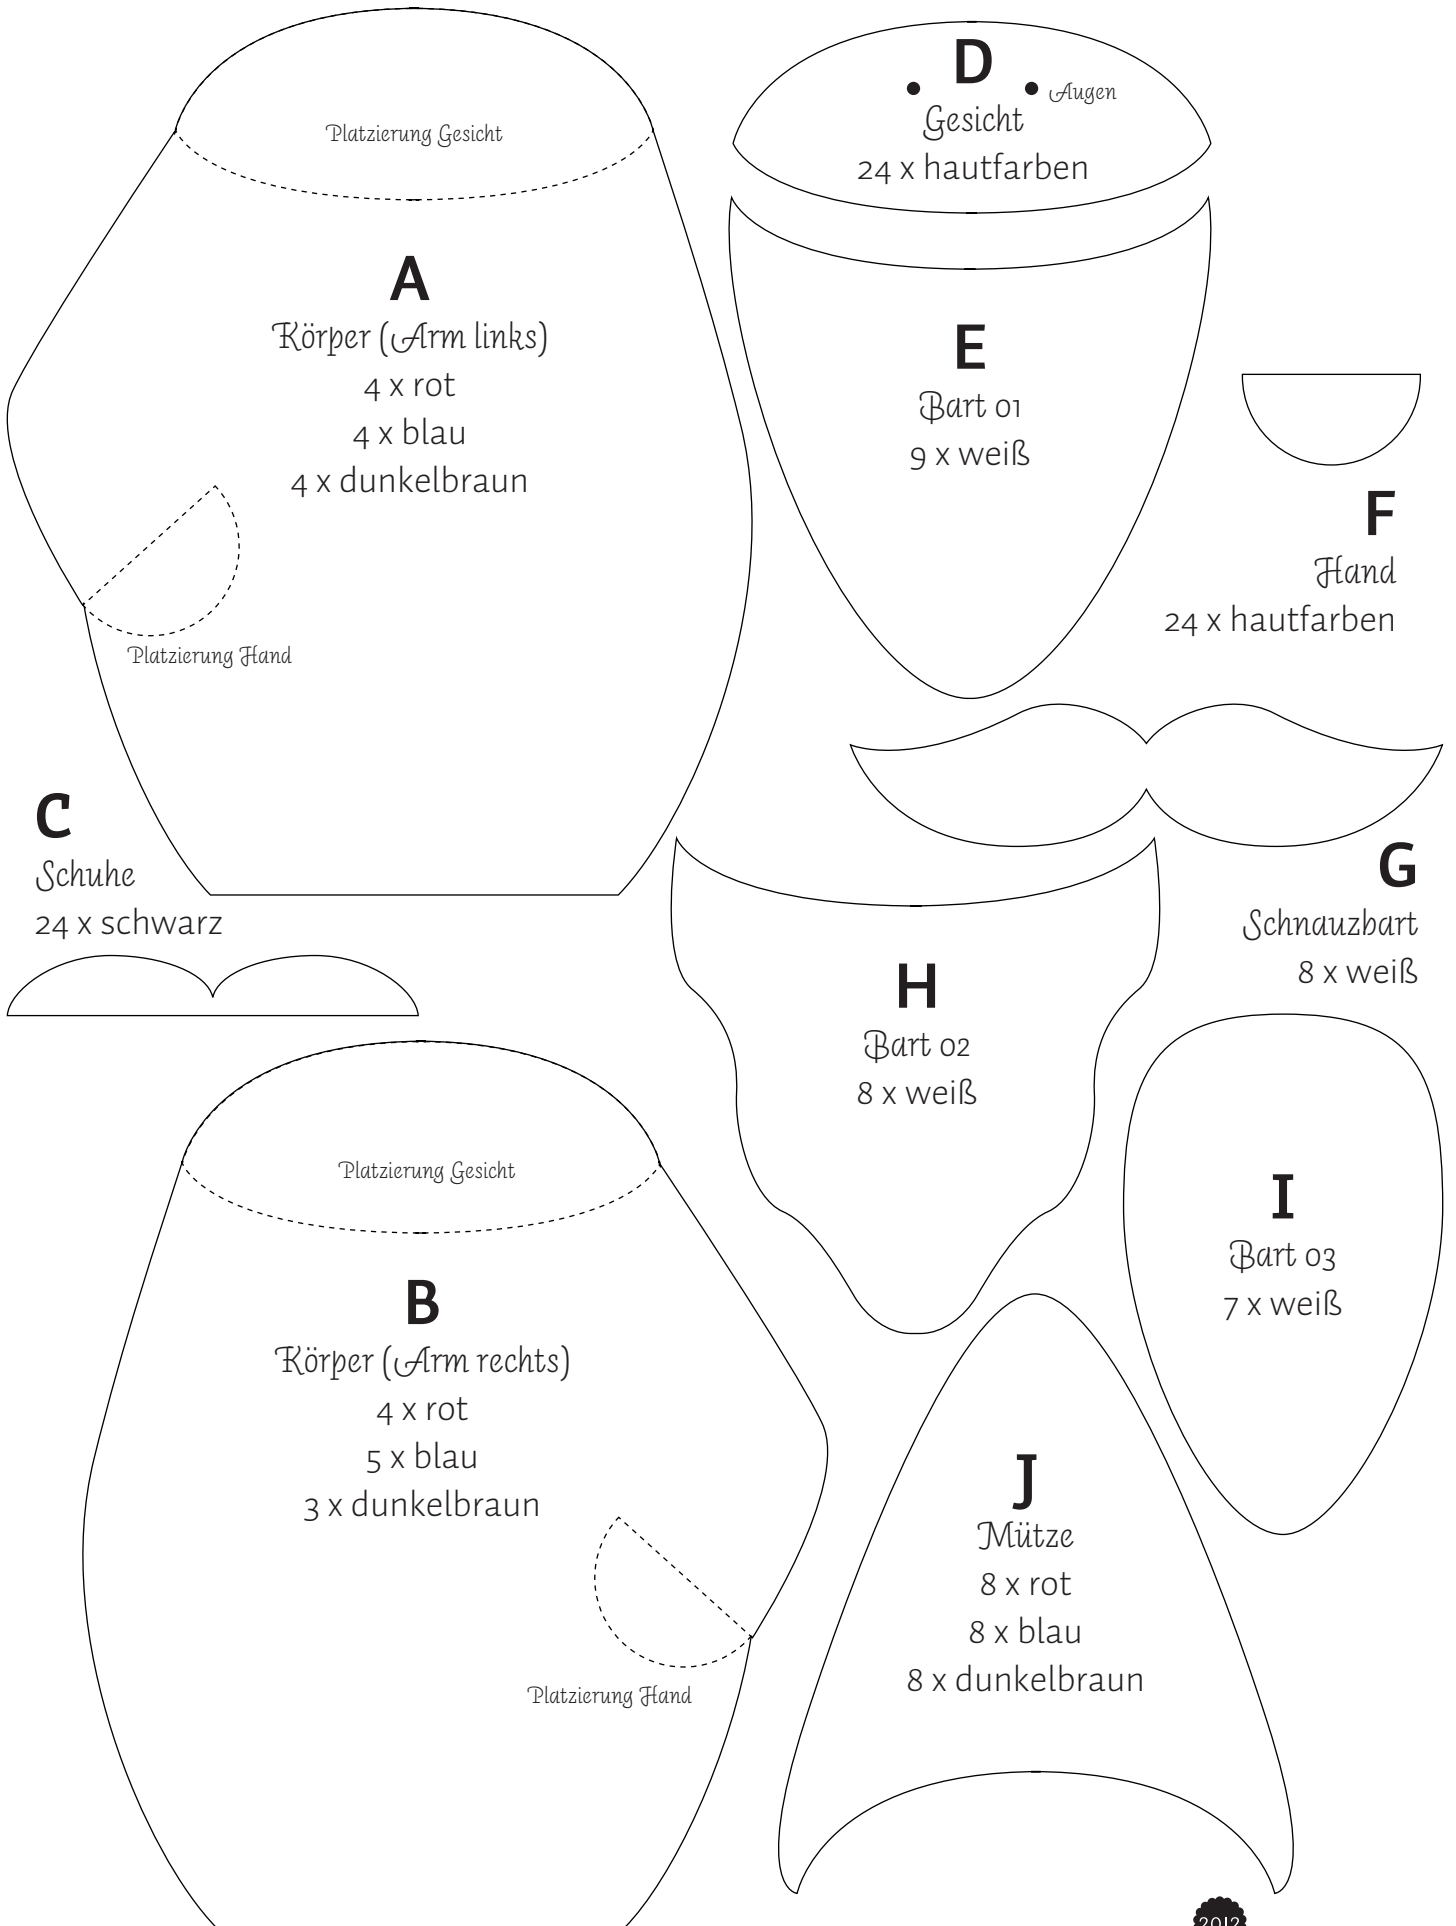 Platzierung Gesicht
A
Körper (Arm links)
4 x rot
4 x blau
4 x dunkelbraun
Platzierung Hand
D
Augen
Gesicht
24 x hautfarben
E
Bart 01
9 x weiß
F
Hand
24 x hautfarben
C
Schuhe
24 x schwarz
G
Schnauzbart
8 x weiß
H
Bart 02
8 x weiß
Platzierung Gesicht
B
Körper (Arm rechts)
4 x rot
5 x blau
3 x dunkelbraun
Platzierung Hand
I
Bart 03
7 x weiß
J
Mütze
8 x rot
8 x blau
8 x dunkelbraun
2012